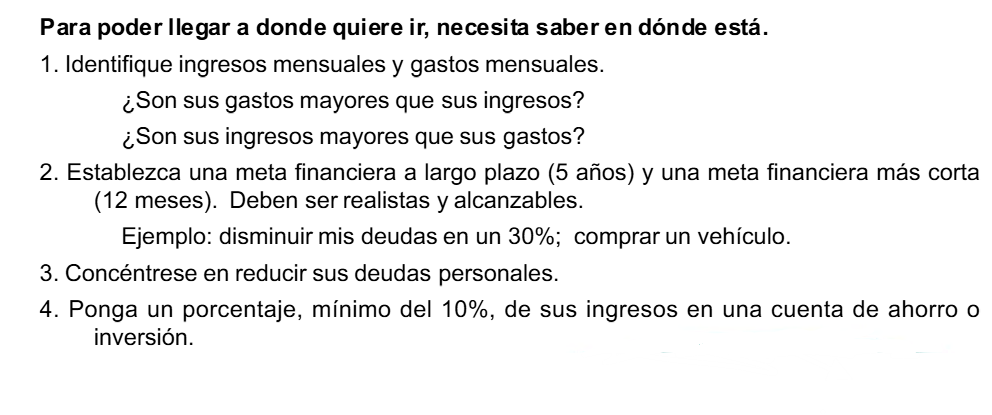 Para poder llegar a donde quiere ir, necesita saber en dónde está.
1. Identifique ingresos mensuales y gastos mensuales.
¿Son sus gastos mayores que sus ingresos?
¿Son sus ingresos mayores que sus gastos?
2. Establezca una meta financiera a largo plazo (5 años) y una meta financiera más corta
(12 meses). Deben ser realistas y alcanzables.
Ejemplo: disminuir mis deudas en un 30%; comprar un vehículo.
3. Concéntrese en reducir sus deudas personales.
4. Ponga un porcentaje, mínimo del 10%, de sus ingresos en una cuenta de ahorro o
inversión.